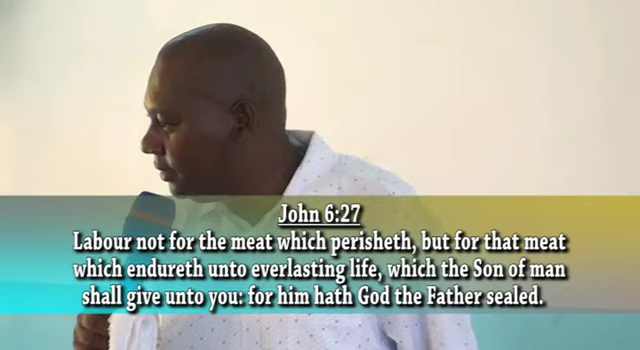 John 6:27
Labour not for the meat which perisheth, but for that meat
which endureth unto everlasting life, which the Son of man
shall give unto you: for him hath God the Father sealed.